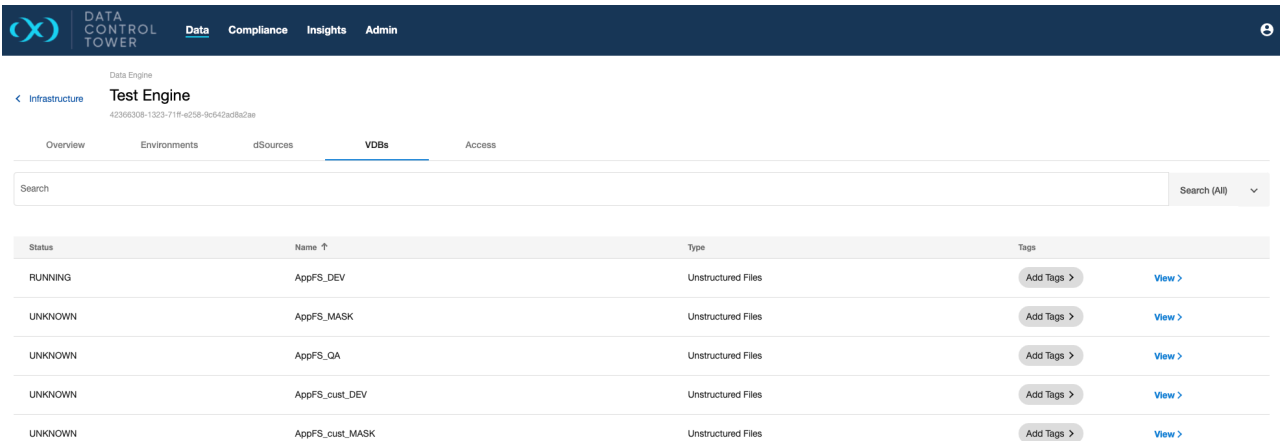 DATA
CONTROL
TOWER
Data Compliance Insights Admin
Data Engine
Infrastructure
Test Engine
42366308-1323-71ff-e258-9c642ad8a2ae
Overview Environments dSources VDBs Access
Search Search (All)
Status Name Type Tags
RUNNING AppFS_DEV Unstructured Files Add Tags View
UNKNOWN AppFS_MASK Unstructured Files Add Tags View
UNKNOWN AppFS_QA Unstructured Files Add Tags View
UNKNOWN AppFS_cust_DEV Unstructured Files Add Tags View
UNKNOWN AppFS_cust_MASK Unstructured Files Add Tags View